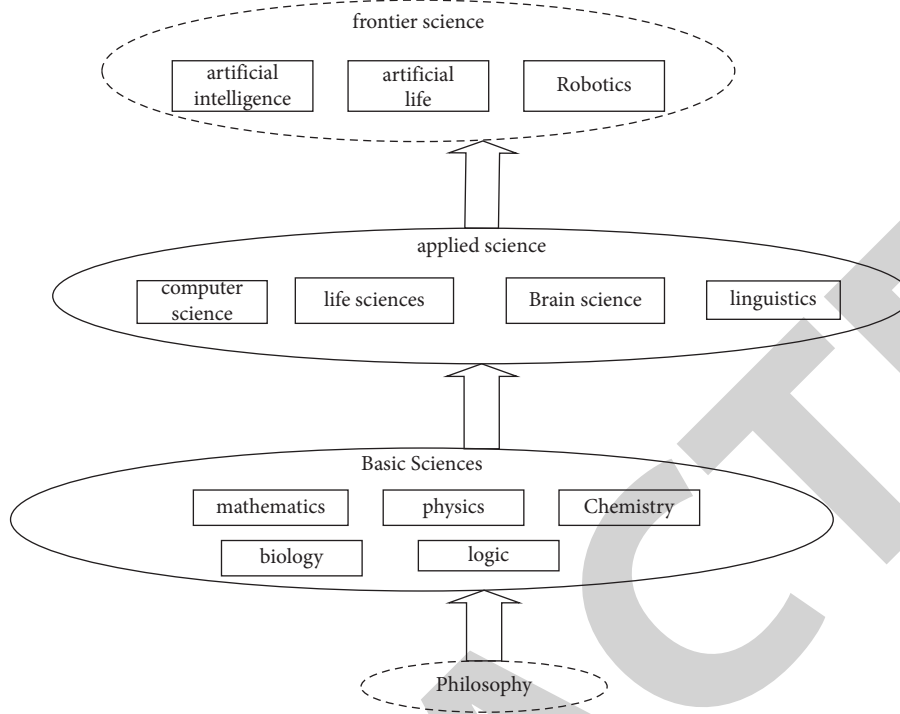 frontier science
artificial
intelligence
artificial
life
Robotics
applied science
computer
science
life sciences
Brain science
linguistics
Basic Sciences
mathematics
physics
Chemistry
biology
logic
Philosophy